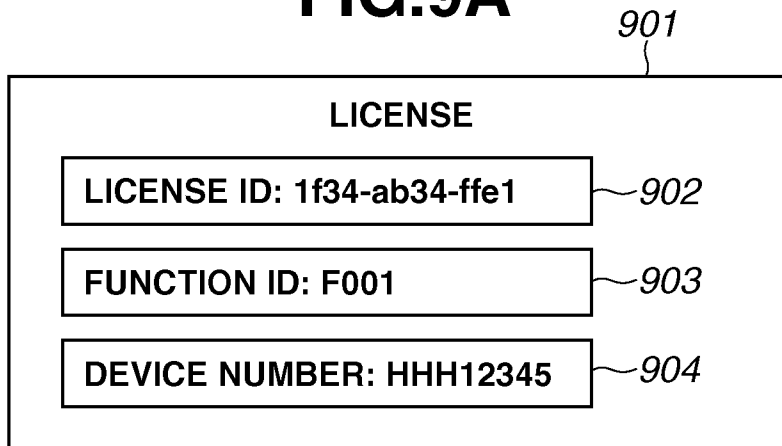 FIG.9A
901
LICENSE
LICENSE ID: 1f34-ab34-ffe1
902
FUNCTION ID: F001
903
DEVICE NUMBER: HHH12345
904